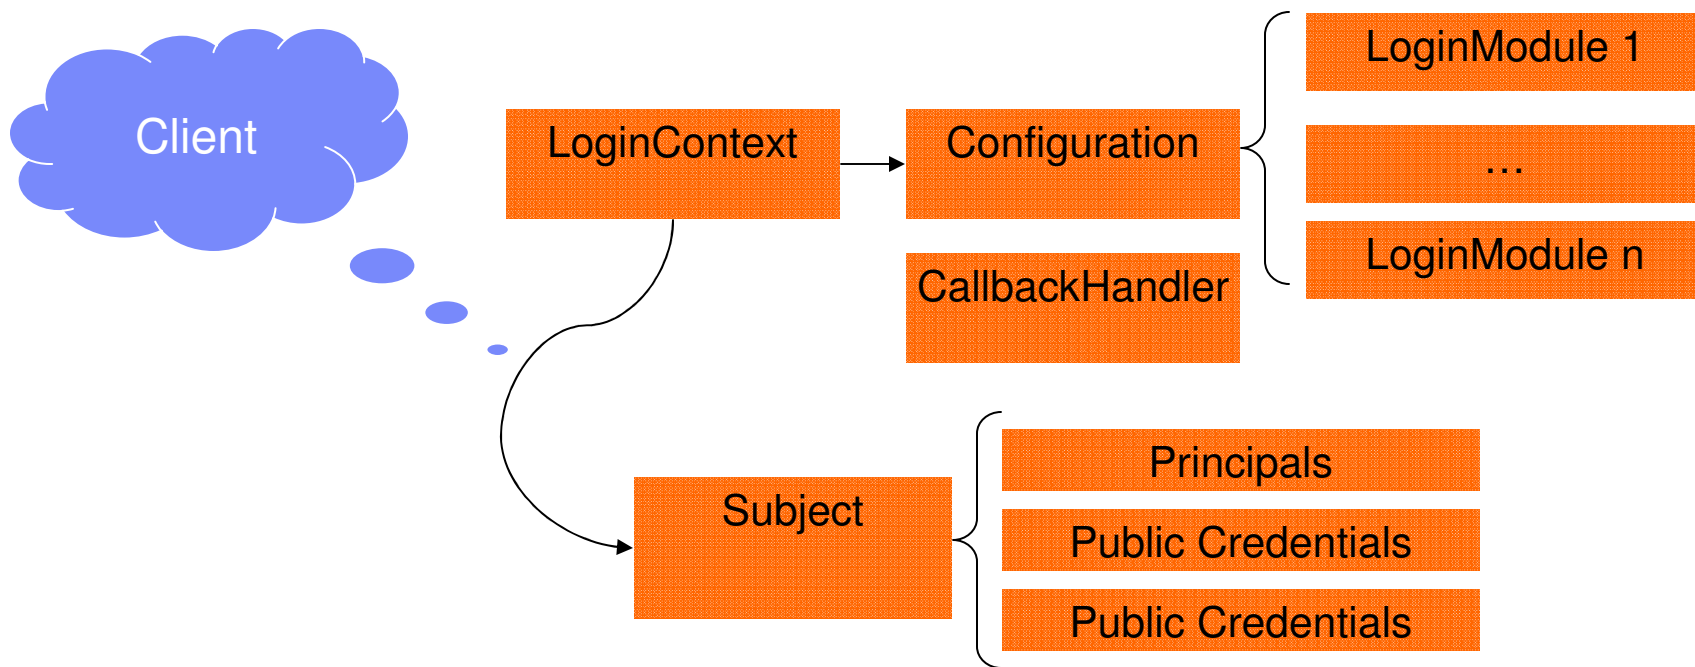 Client
LoginContext
Configuration
LoginModule 1
...
LoginModule n
CallbackHandler
Subject
Principals
Public Credentials
Public Credentials